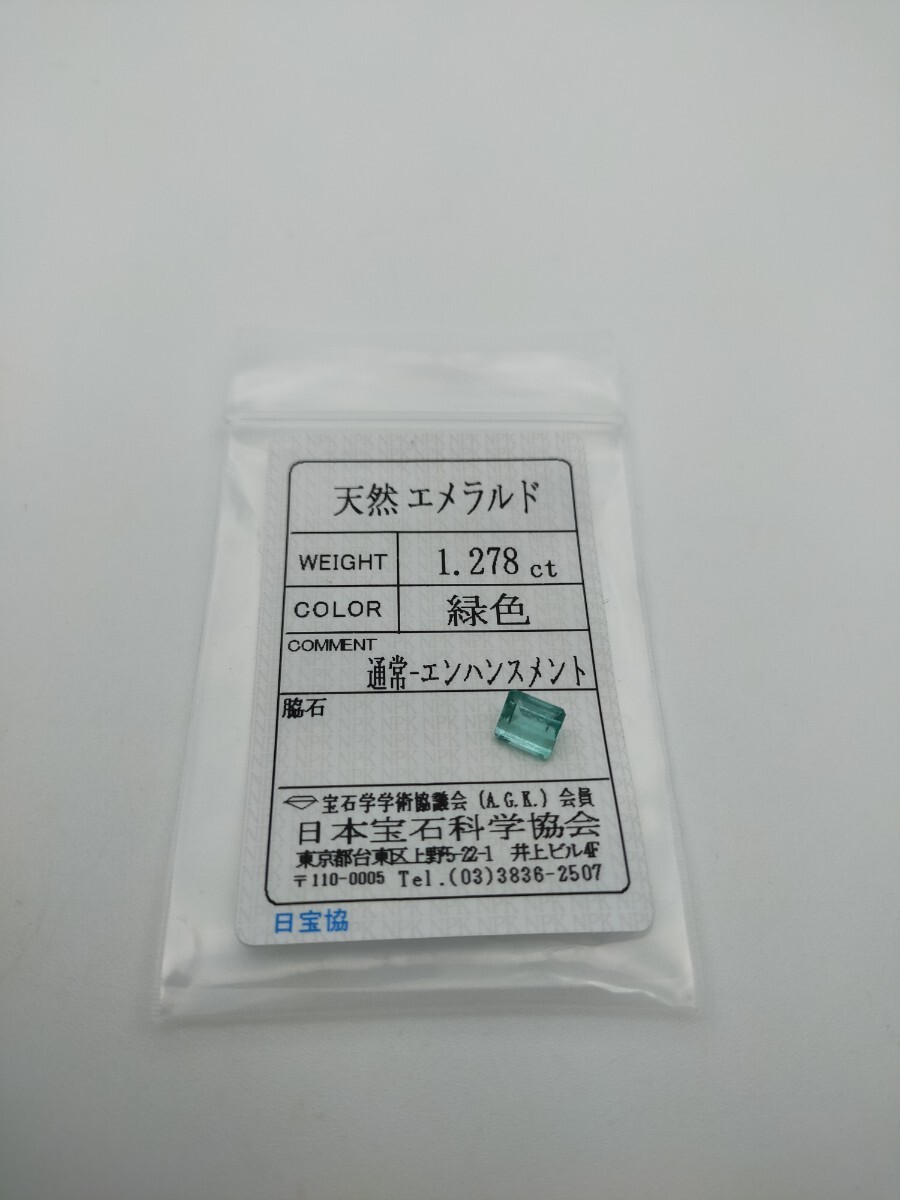 天然 エメラルド
WEIGHT 1.278 ct
COLOR 緑色
COMMENT
通常-エンハンスメント
脇石
宝石学学術協議会 (A.G.K.) 会員
日本宝石科学協会
東京都台東区上野5-22-1 井上ビル4F
〒110-0005 Tel.(03)3836-2507
日宝協